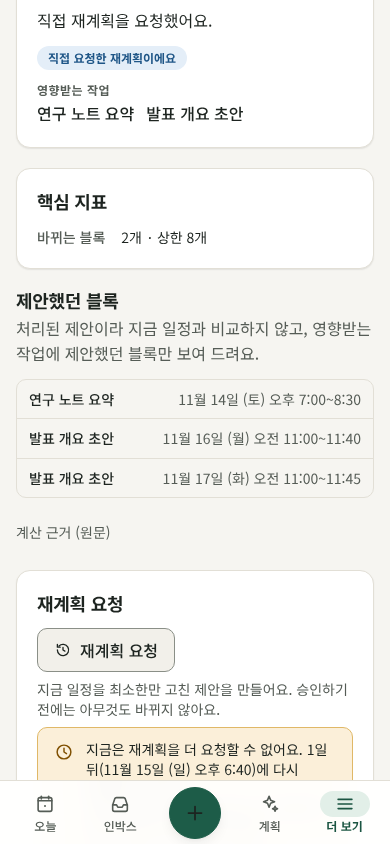 직접 재계획을 요청했어요.
직접 요청한 재계획이에요
영향받는 작업
연구 노트 요약 발표 개요 초안
핵심 지표
바뀌는 블록 2개 · 상한 8개
제안했던 블록
처리된 제안이라 지금 일정과 비교하지 않고, 영향받는
작업에 제안했던 블록만 보여 드려요.
연구 노트 요약 11월 14일 (토) 오후 7:00~8:30
발표 개요 초안 11월 16일 (월) 오전 11:00~11:40
발표 개요 초안 11월 17일 (화) 오전 11:00~11:45
계산 근거 (원문)
재계획 요청
재계획 요청
지금 일정을 최소한만 고친 제안을 만들어요. 승인하기
전에는 아무것도 바뀌지 않아요.
지금은 재계획을 더 요청할 수 없어요. 1일
뒤(11월 15일 (일) 오후 6:40)에 다시
오늘 인박스 계획 더 보기